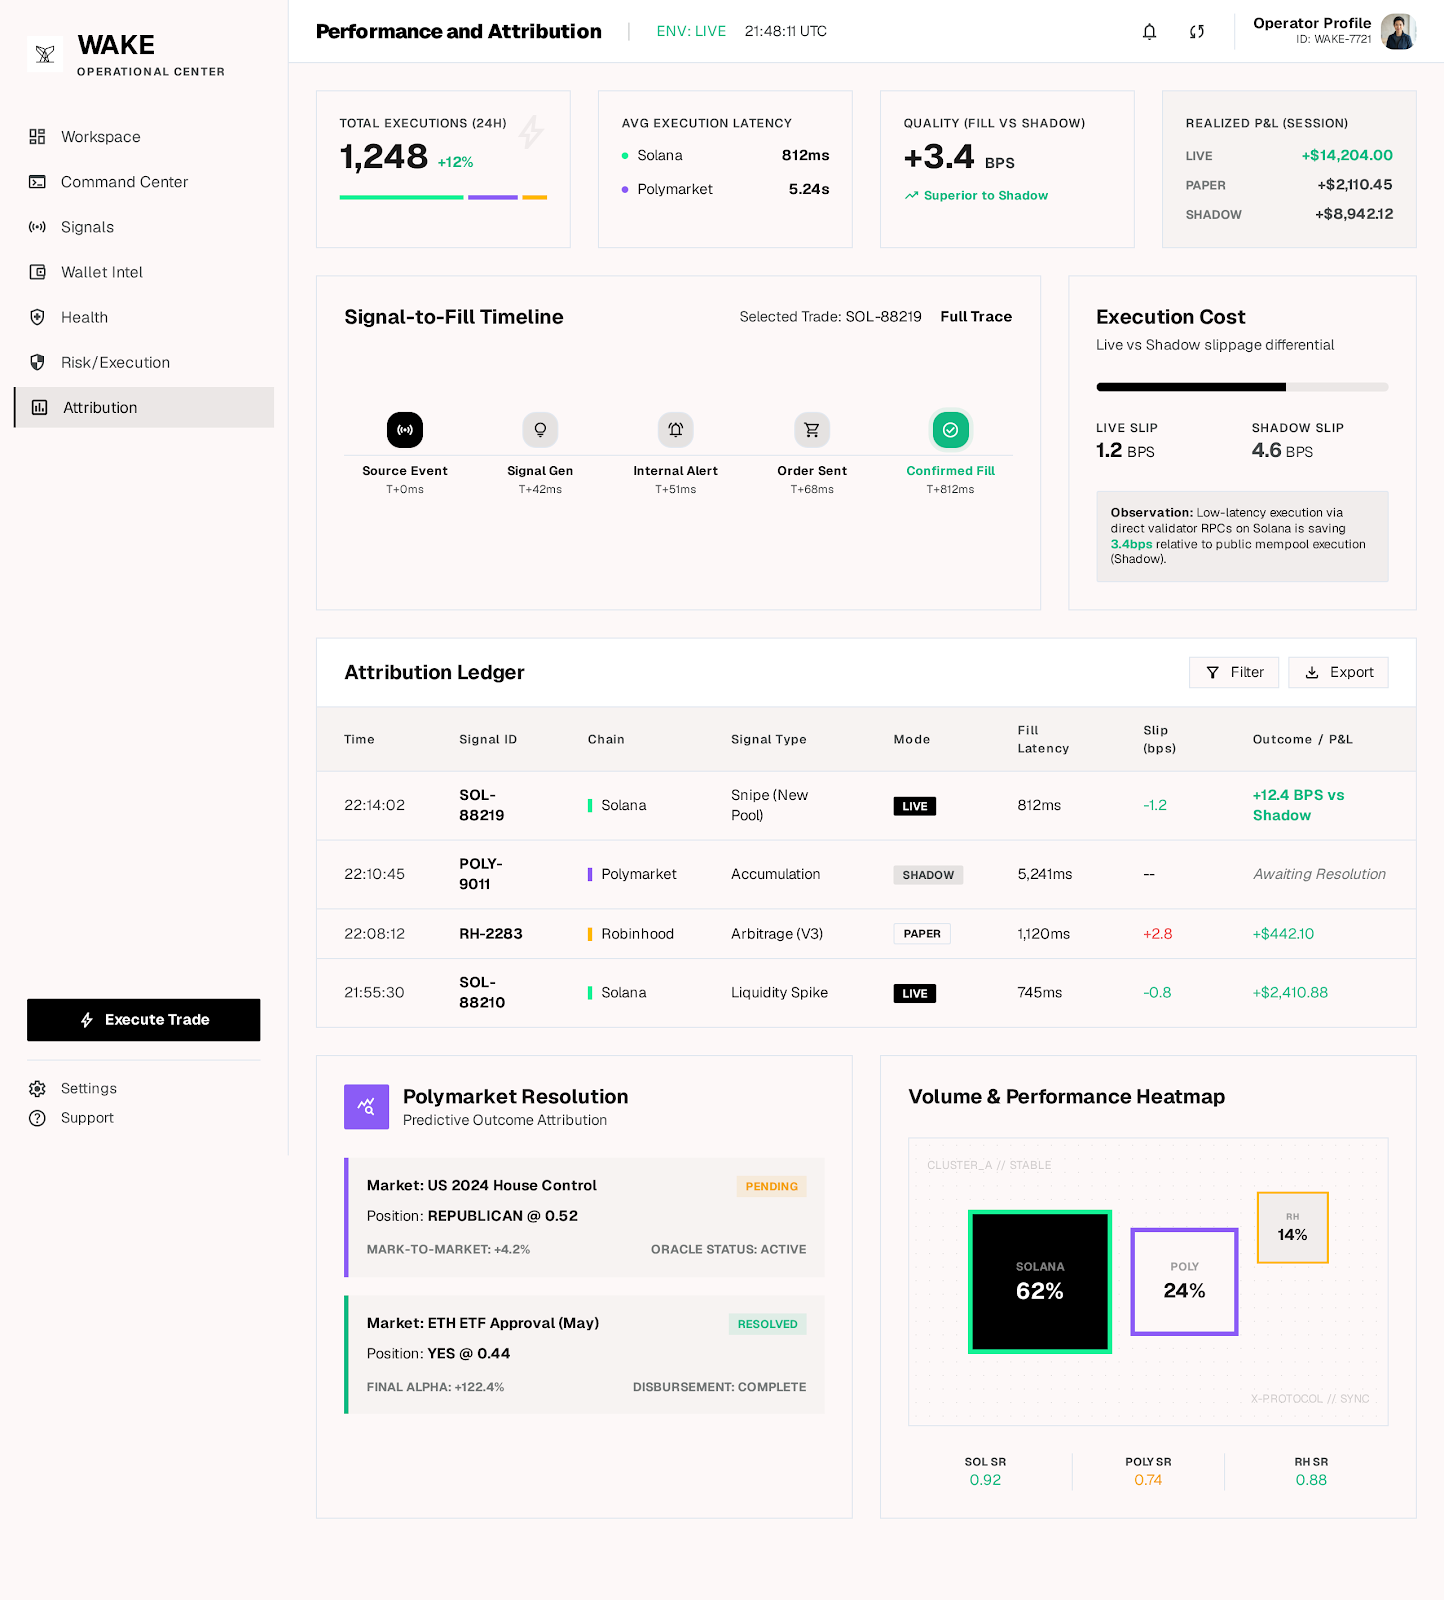 WAKE
OPERATIONAL CENTER
Workspace
Command Center
Signals
Wallet Intel
Health
Risk/Execution
Attribution
Execute Trade
Settings
Support
Performance and Attribution
ENV: LIVE
21:48:11 UTC
Operator Profile
ID: WAKE-7721
TOTAL EXECUTIONS (24H)
1,248 +12%
AVG EXECUTION LATENCY
Solana 812ms
Polymarket 5.24s
QUALITY (FILL VS SHADOW)
+3.4 BPS
Superior to Shadow
REALIZED P&L (SESSION)
LIVE +$14,204.00
PAPER +$2,110.45
SHADOW +$8,942.12
Signal-to-Fill Timeline
Selected Trade: SOL-88219 Full Trace
Source Event
T+0ms
Signal Gen
T+42ms
Internal Alert
T+51ms
Order Sent
T+68ms
Confirmed Fill
T+812ms
Execution Cost
Live vs Shadow slippage differential
LIVE SLIP
1.2 BPS
SHADOW SLIP
4.6 BPS
Observation: Low-latency execution via
direct validator RPCs on Solana is saving
3.4bps relative to public mempool execution
(Shadow).
Attribution Ledger
Filter
Export
Time
Signal ID
Chain
Signal Type
Mode
Fill
Latency
Slip
(bps)
Outcome / P&L
22:14:02
SOL-
88219
Solana
Snipe (New
Pool)
LIVE
812ms
-1.2
+12.4 BPS vs
Shadow
22:10:45
POLY-
9011
Polymarket
Accumulation
SHADOW
5,241ms
--
Awaiting Resolution
22:08:12
RH-2283
Robinhood
Arbitrage (V3)
PAPER
1,120ms
+2.8
+$442.10
21:55:30
SOL-
88210
Solana
Liquidity Spike
LIVE
745ms
-0.8
+$2,410.88
Polymarket Resolution
Predictive Outcome Attribution
Market: US 2024 House Control
PENDING
Position: REPUBLICAN @ 0.52
MARK-TO-MARKET: +4.2%
ORACLE STATUS: ACTIVE
Market: ETH ETF Approval (May)
RESOLVED
Position: YES @ 0.44
FINAL ALPHA: +122.4%
DISBURSEMENT: COMPLETE
Volume & Performance Heatmap
CLUSTER_A // STABLE
SOLANA
62%
POLY
24%
RH
14%
X-PROTOCOL // SYNC
SOL SR
0.92
POLY SR
0.74
RH SR
0.88